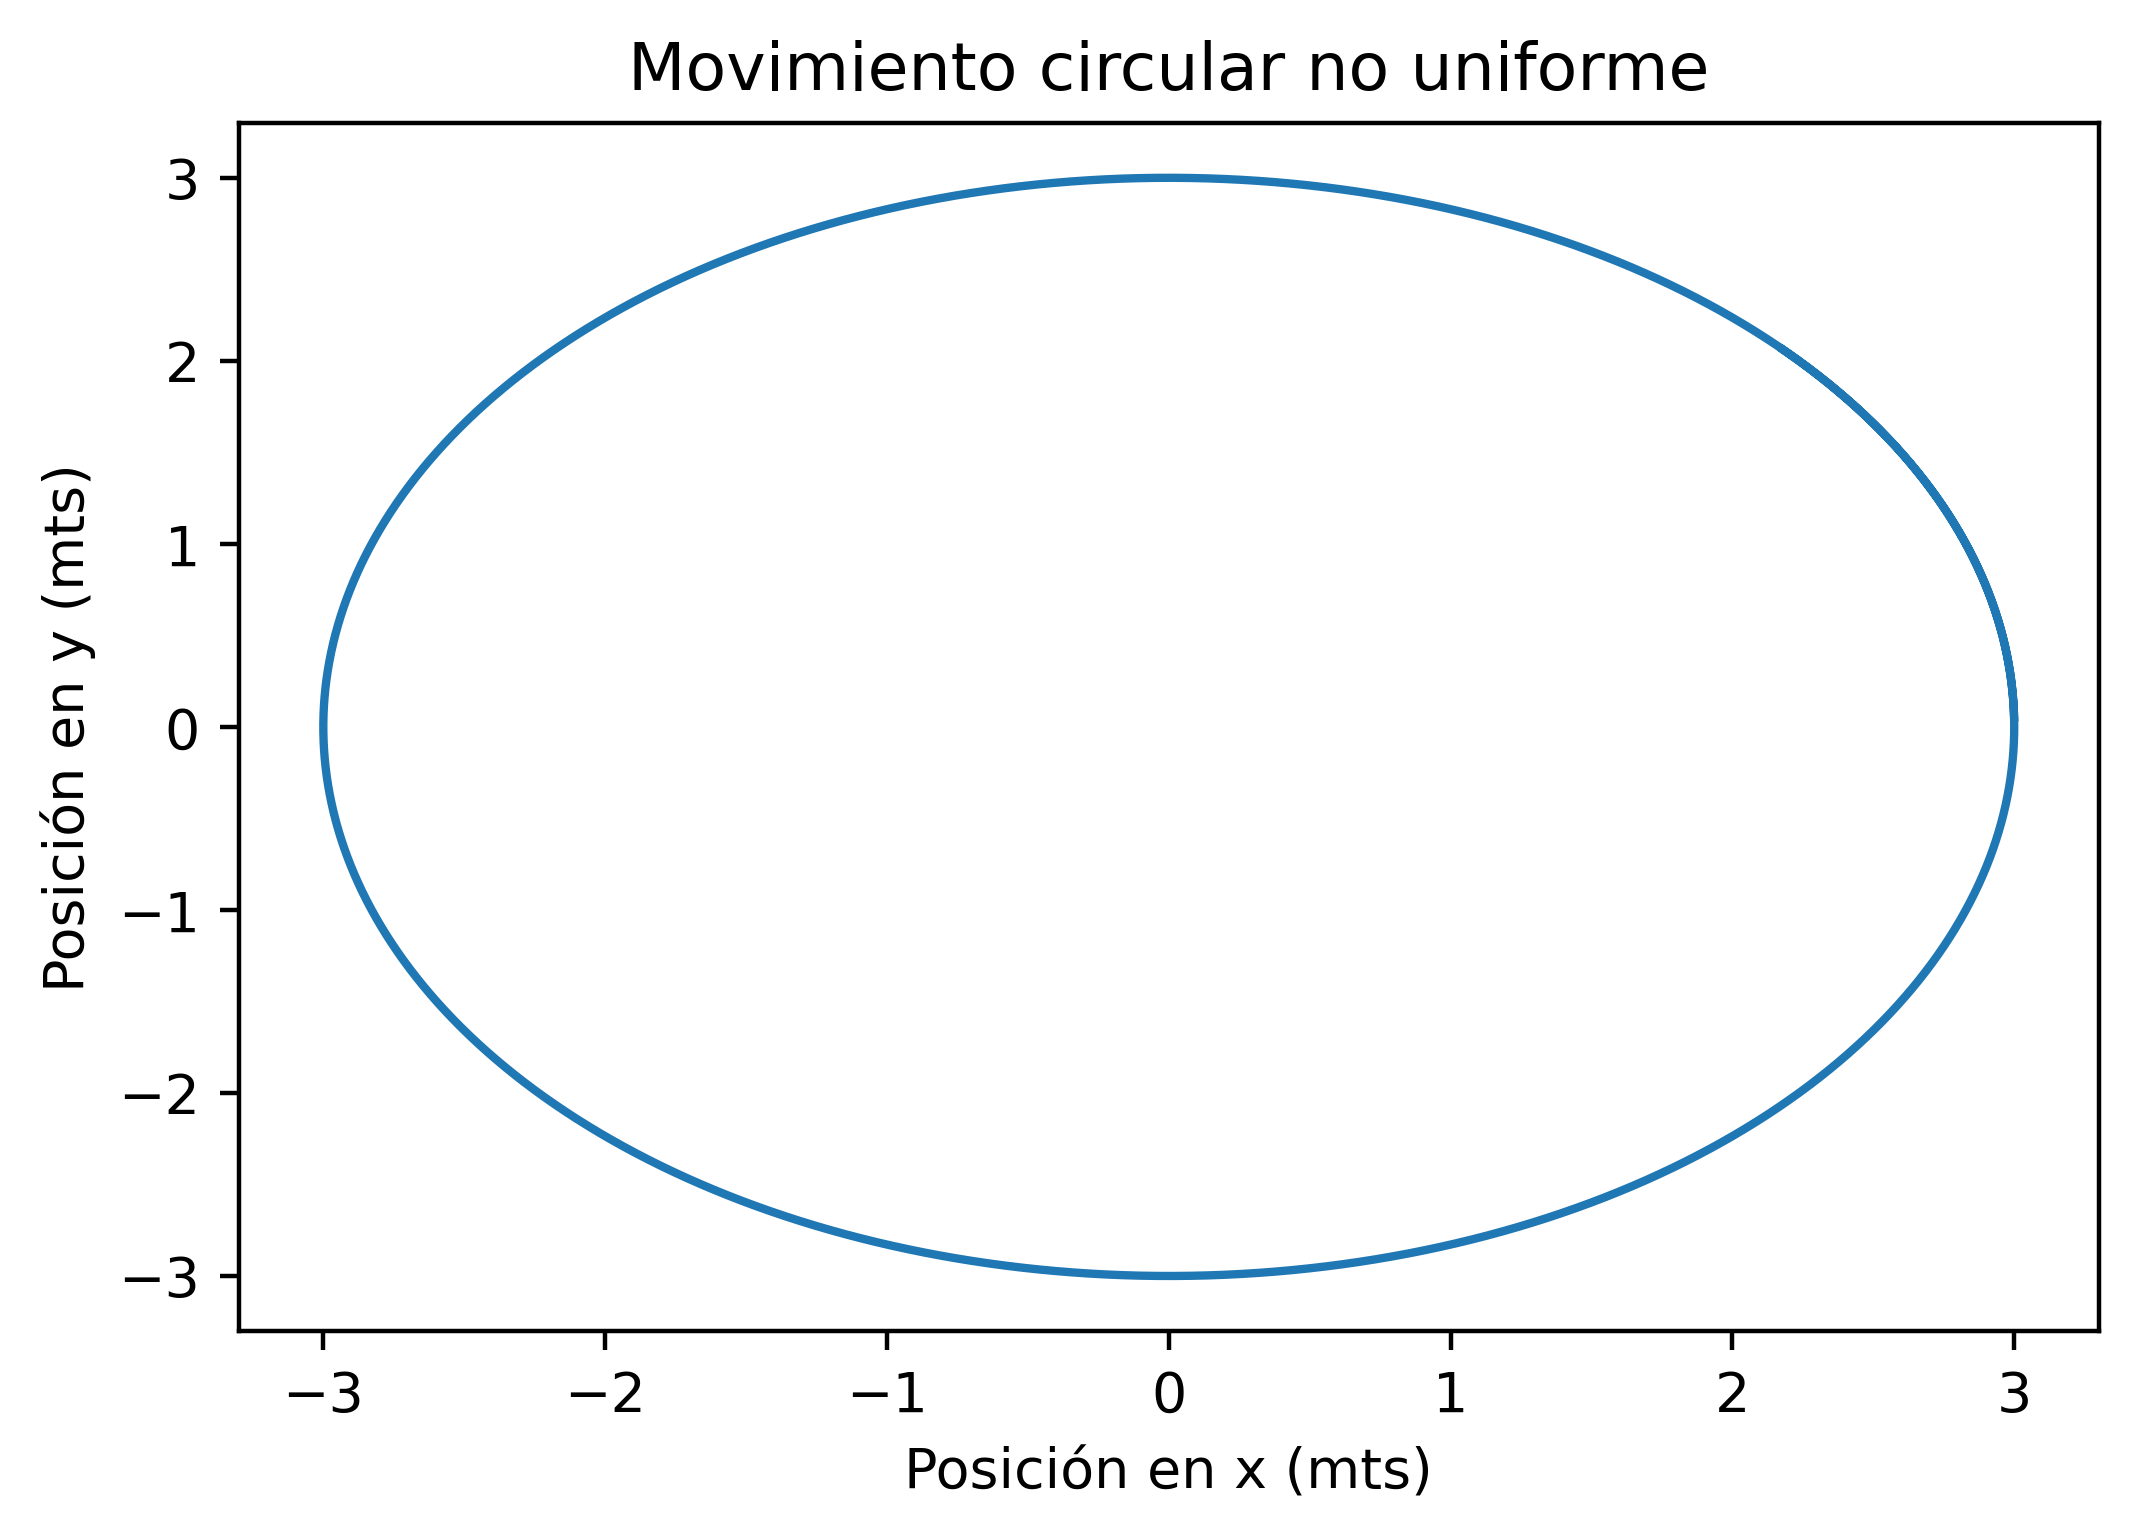 Movimiento circular no uniforme
3
2
1
0
−1
−2
−3
Posición en y (mts)
−3 −2 −1 0 1 2 3
Posición en x (mts)